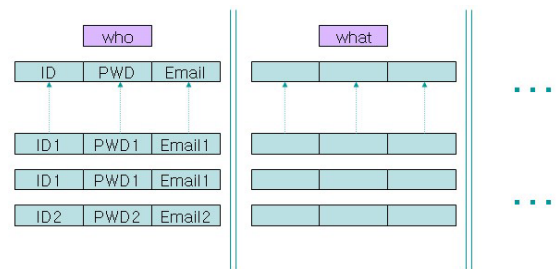 who what
ID PWD Email
...
ID1 PWD1 Email1
ID1 PWD1 Email1
ID2 PWD2 Email2
...